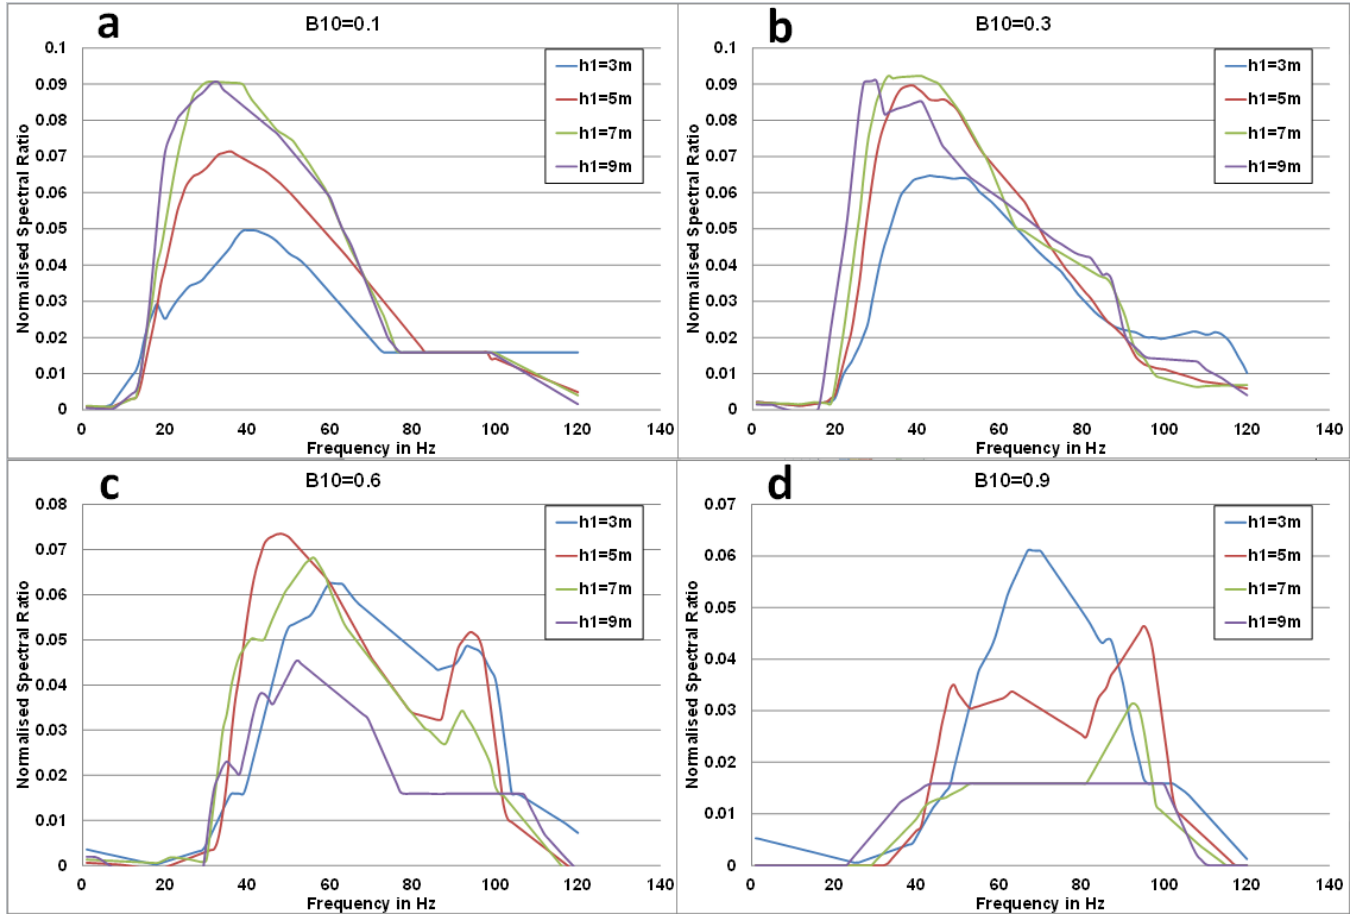 a
B10=0.1
Normalised Spectral Ratio
0.1
0.09
0.08
0.07
0.06
0.05
0.04
0.03
0.02
0.01
0
0 20 40 60 80 100 120 140
Frequency in Hz
h1=3m
h1=5m
h1=7m
h1=9m
b
B10=0.3
Normalised Spectral Ratio
0.1
0.09
0.08
0.07
0.06
0.05
0.04
0.03
0.02
0.01
0
0 20 40 60 80 100 120 140
Frequency in Hz
h1=3m
h1=5m
h1=7m
h1=9m
c
B10=0.6
Normalised Spectral Ratio
0.08
0.07
0.06
0.05
0.04
0.03
0.02
0.01
0
0 20 40 60 80 100 120 140
Frequency in Hz
h1=3m
h1=5m
h1=7m
h1=9m
d
B10=0.9
Normalised Spectral Ratio
0.07
0.06
0.05
0.04
0.03
0.02
0.01
0
0 20 40 60 80 100 120 140
Frequency in Hz
h1=3m
h1=5m
h1=7m
h1=9m